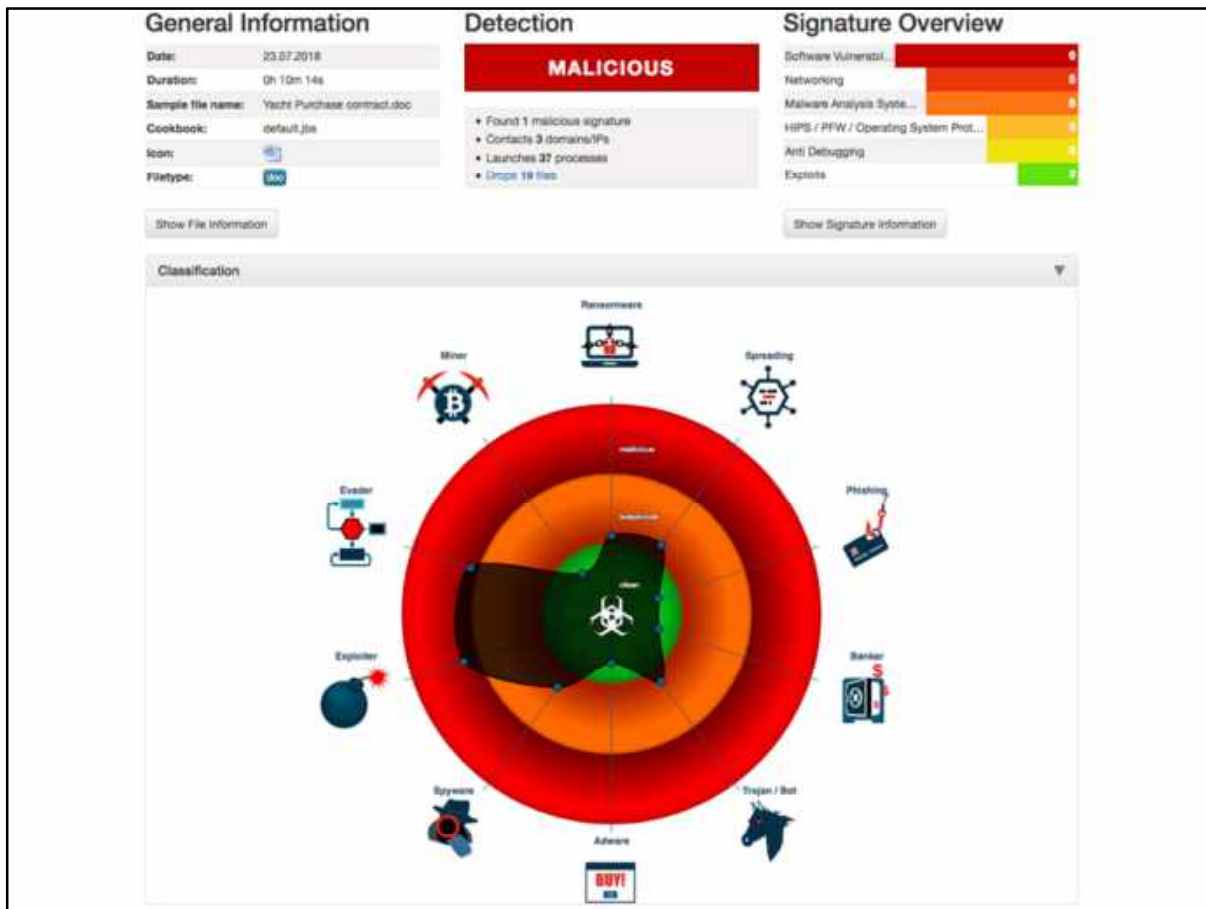 General Information
Date: 23.07.2018
Duration: 0h 10m 14s
Sample file name: Yacht Purchase contract.doc
Cookbook: default.jbs
Icon:
Filetype: doc
Show File Information
Detection
MALICIOUS
• Found 1 malicious signature
• Contacts 3 domains/IPs
• Launches 37 processes
• Drops 19 files
Signature Overview
Software Vulnerabil...
Networking
Malware Analysis Syste...
HIPS / PFW / Operating System Prot...
Anti Debugging
Exploits
Show Signature Information
Classification
Ransomware
Miner
Spreading
malicious
Evader
Phishing
suspicious
clean
Exploiter
Banker
Spyware
Trojan / Bot
Adware
BUY!